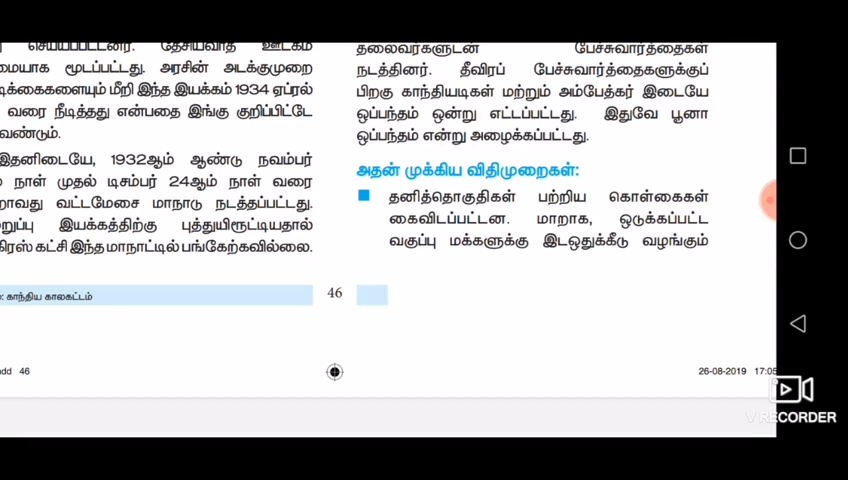 செய்யப்பட்டனர். தேசியவாத ஊடகம்
மையாக மூடப்பட்டது. அரசின் அடக்குமுறை
டிக்கைகளையும் மீறி இந்த இயக்கம் 1934 ஏப்ரல்
வரை நீடித்தது என்பதை இங்கு குறிப்பிட்டே
வேண்டும்.
இதனிடையே, 1932ஆம் ஆண்டு நவம்பர்
நாள் முதல் டிசம்பர் 24ஆம் நாள் வரை
றாவது வட்டமேசை மாநாடு நடத்தப்பட்டது.
றுப்பு இயக்கத்திற்கு புத்துயிரூட்டியதால்
கிரஸ் கட்சி இந்த மாநாட்டில் பங்கேற்கவில்லை.
தலைவர்களுடன் பேச்சுவார்த்தைகள்
நடத்தினர். தீவிரப் பேச்சுவார்த்தைகளுக்குப்
பிறகு காந்தியடிகள் மற்றும் அம்பேத்கர் இடையே
ஒப்பந்தம் ஒன்று எட்டப்பட்டது. இதுவே பூனா
ஒப்பந்தம் என்று அழைக்கப்பட்டது.
அதன் முக்கிய விதிமுறைகள்:
தனித்தொகுதிகள் பற்றிய கொள்கைகள்
கைவிடப்பட்டன. மாறாக, ஒடுக்கப்பட்ட
வகுப்பு மக்களுக்கு இடஒதுக்கீடு வழங்கும்
: காந்திய காலகட்டம்
46
dd 46
26-08-2019 17:05
V RECORDER